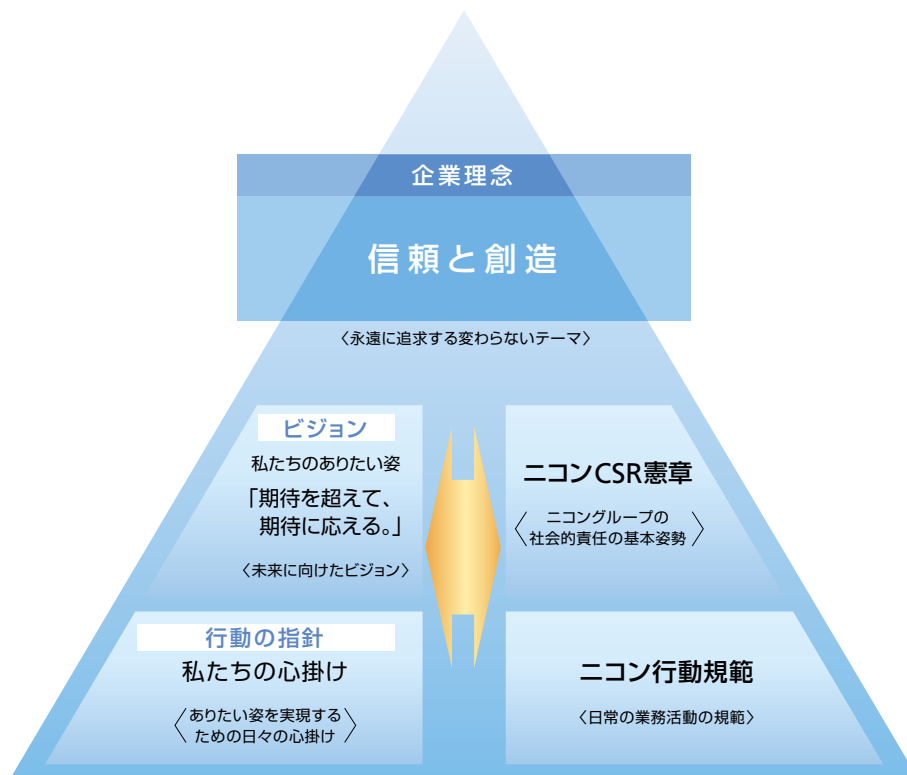 企業理念
信頼と創造
〈永遠に追求する変わらないテーマ〉
ビジョン
私たちのありたい姿
「期待を超えて、
期待に応える。」
〈未来に向けたビジョン〉
ニコンCSR憲章
〈ニコングループの
社会的責任の基本姿勢〉
行動の指針
私たちの心掛け
〈ありたい姿を実現する
ための日々の心掛け〉
ニコン行動規範
〈日常の業務活動の規範〉